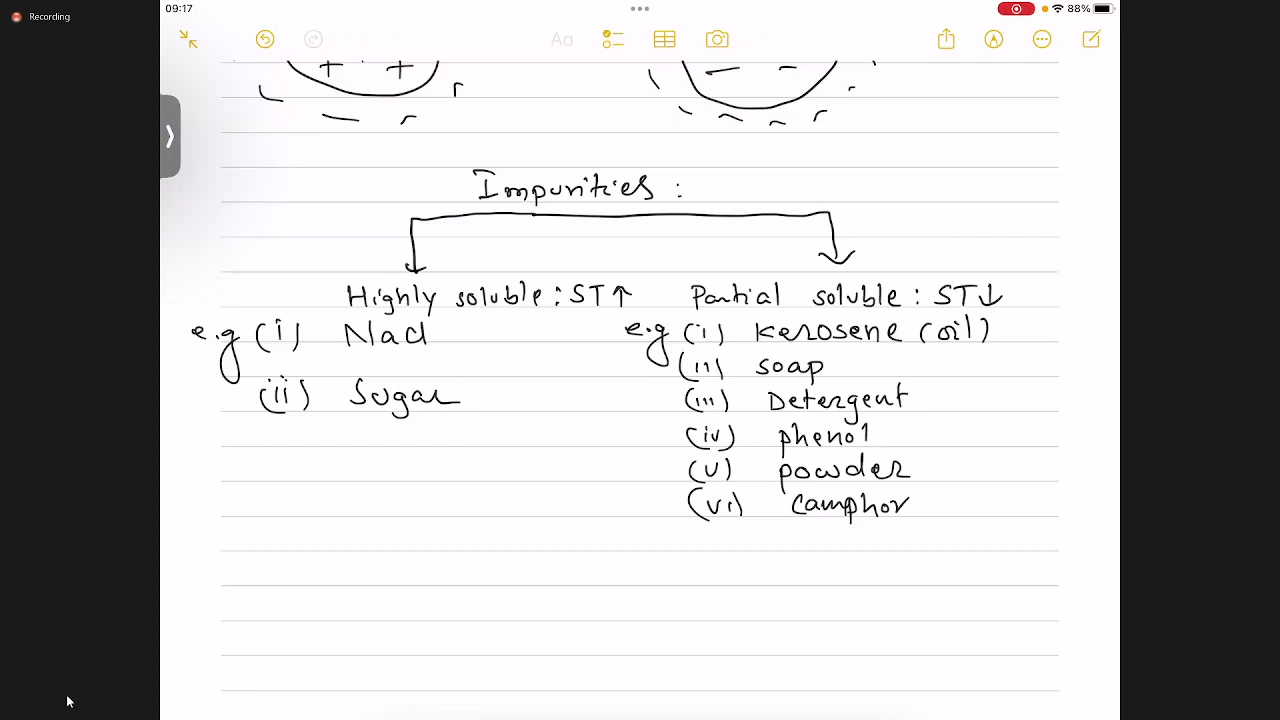 Recording
09:17
88%
Aa
Impurities :
Highly soluble : ST↑ Partial soluble : ST↓
e.g (i) Nacl e.g (i) Kerosene (oil)
(ii) soap
(ii) Sugar (iii) Detergent
(iv) phenol
(v) powder
(vi) camphor